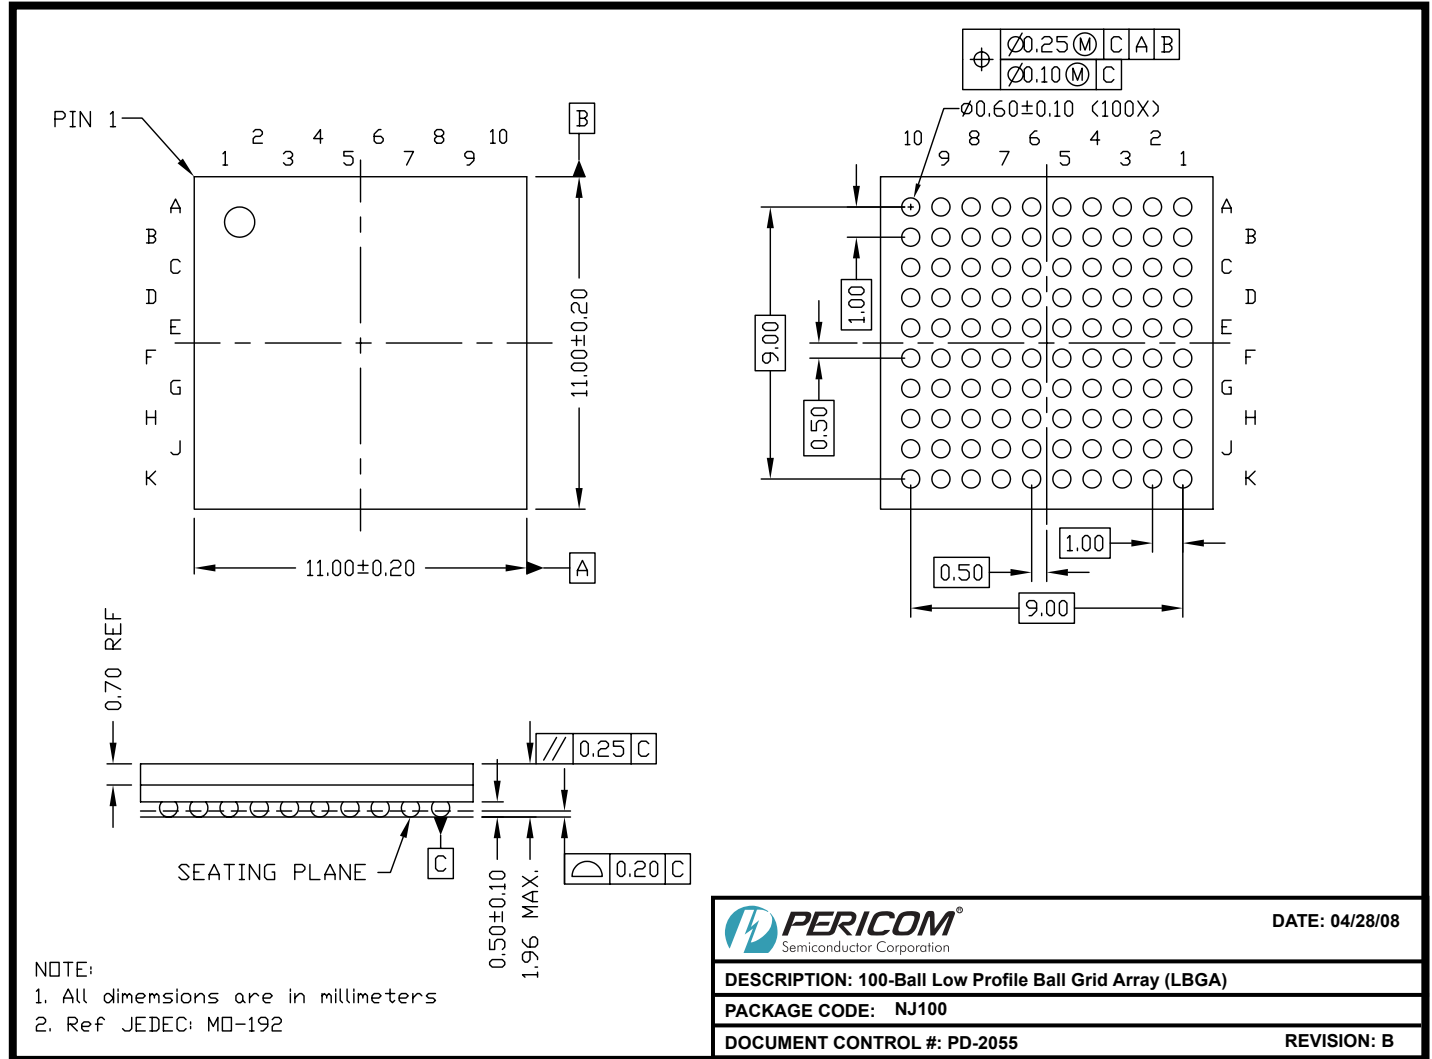 Ø0.25 Ⓜ C A B
Ø0.10 Ⓜ C
Ø0.60±0.10 (100X)
PIN 1
2 4 6 8 10
1 3 5 7 9
B
A
B
C
D
E
F
G
H
J
K
11.00±0.20
11.00±0.20
A
10 8 6 4 2
9 7 5 3 1
A
B
C
D
E
F
G
H
J
K
1.00
9.00
0.50
1.00
0.50
9.00
0.70 REF
// 0.25 C
0.20 C
SEATING PLANE
C
0.50±0.10
1.96 MAX.
NOTE:
1. All dimemsions are in millimeters
2. Ref JEDEC: MO-192
PERICOM®
Semiconductor Corporation
DATE: 04/28/08
DESCRIPTION: 100-Ball Low Profile Ball Grid Array (LBGA)
PACKAGE CODE: NJ100
DOCUMENT CONTROL #: PD-2055
REVISION: B